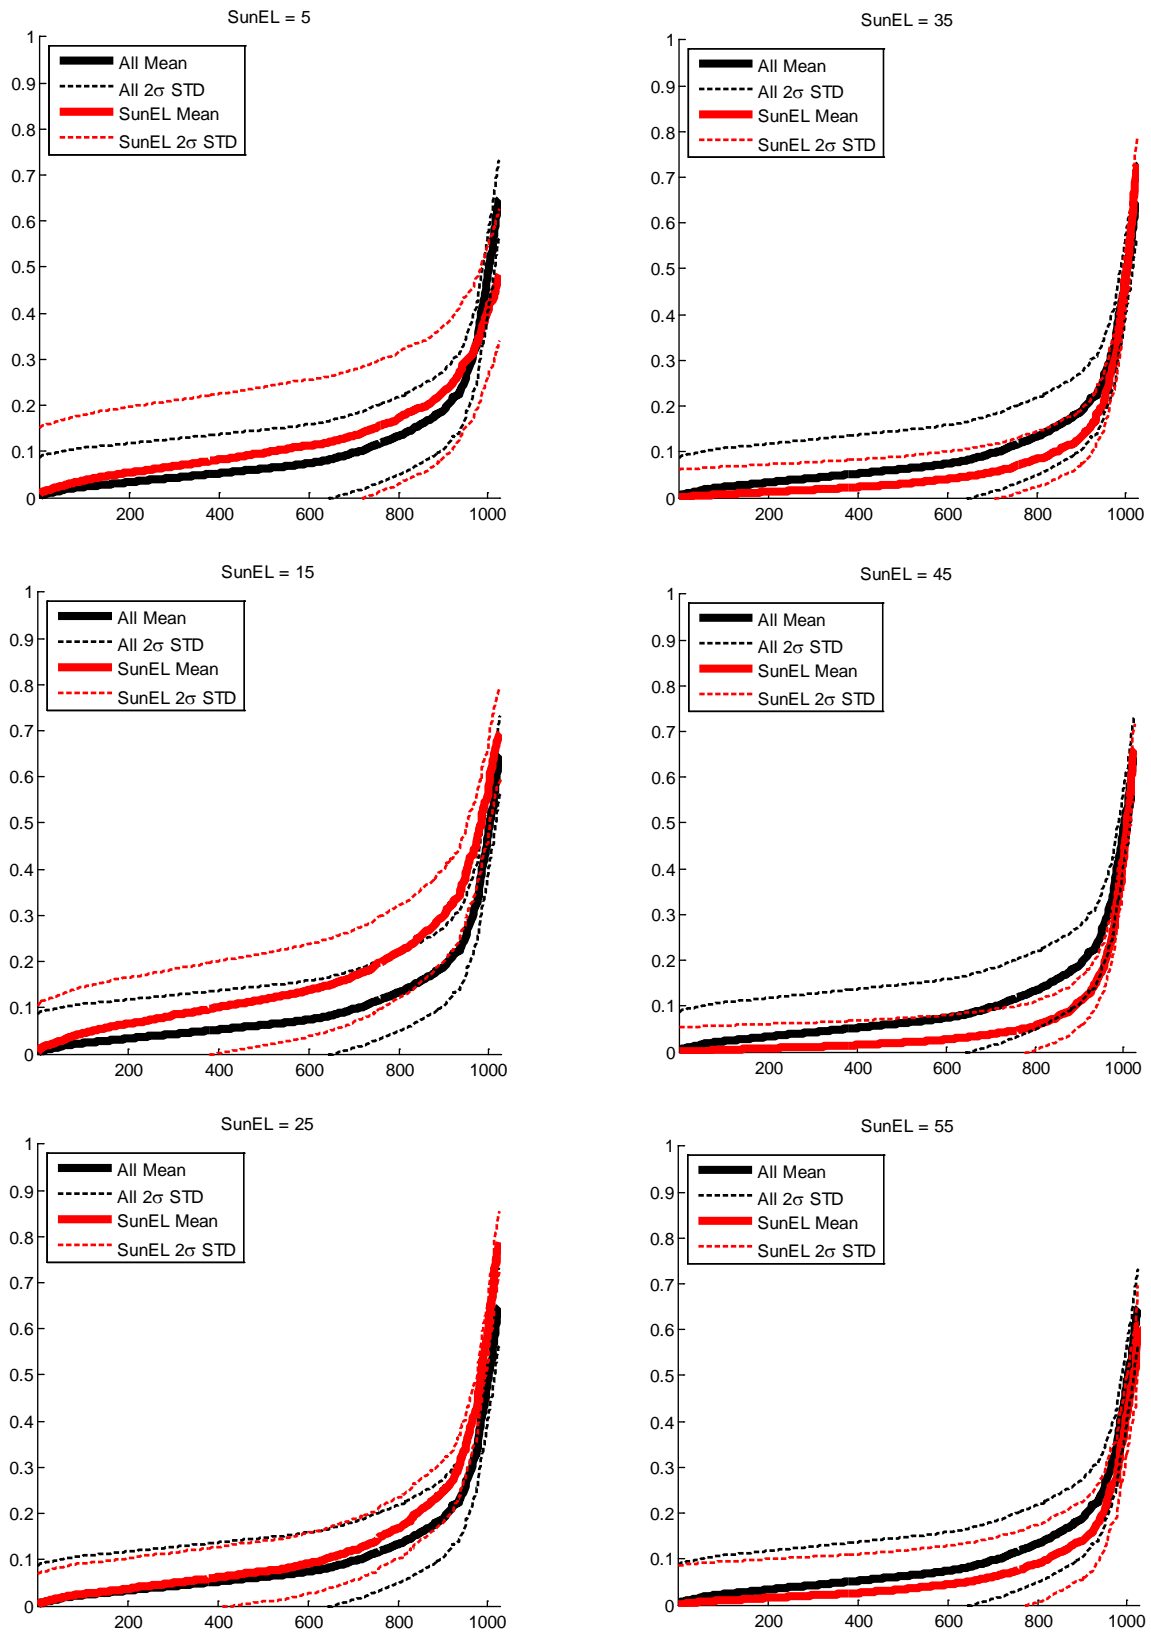 SunEL = 5
1
0.9
0.8
0.7
0.6
0.5
0.4
0.3
0.2
0.1
0
200 400 600 800 1000
All Mean
All 2σ STD
SunEL Mean
SunEL 2σ STD
SunEL = 35
1
0.9
0.8
0.7
0.6
0.5
0.4
0.3
0.2
0.1
0
200 400 600 800 1000
All Mean
All 2σ STD
SunEL Mean
SunEL 2σ STD
SunEL = 15
1
0.9
0.8
0.7
0.6
0.5
0.4
0.3
0.2
0.1
0
200 400 600 800 1000
All Mean
All 2σ STD
SunEL Mean
SunEL 2σ STD
SunEL = 45
1
0.9
0.8
0.7
0.6
0.5
0.4
0.3
0.2
0.1
0
200 400 600 800 1000
All Mean
All 2σ STD
SunEL Mean
SunEL 2σ STD
SunEL = 25
1
0.9
0.8
0.7
0.6
0.5
0.4
0.3
0.2
0.1
0
200 400 600 800 1000
All Mean
All 2σ STD
SunEL Mean
SunEL 2σ STD
SunEL = 55
1
0.9
0.8
0.7
0.6
0.5
0.4
0.3
0.2
0.1
0
200 400 600 800 1000
All Mean
All 2σ STD
SunEL Mean
SunEL 2σ STD